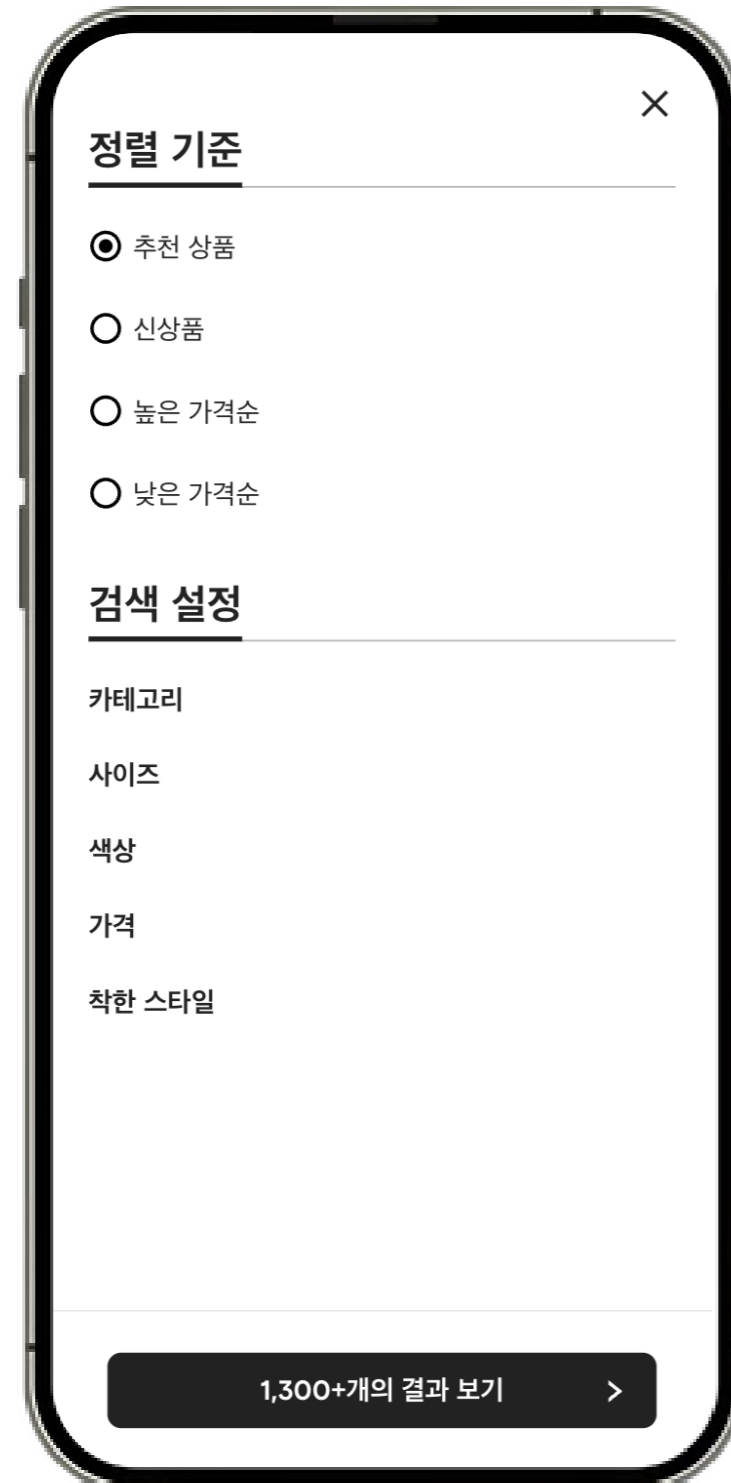 정렬 기준
추천 상품
신상품
높은 가격순
낮은 가격순
검색 설정
카테고리
사이즈
색상
가격
착한 스타일
1,300+개의 결과 보기